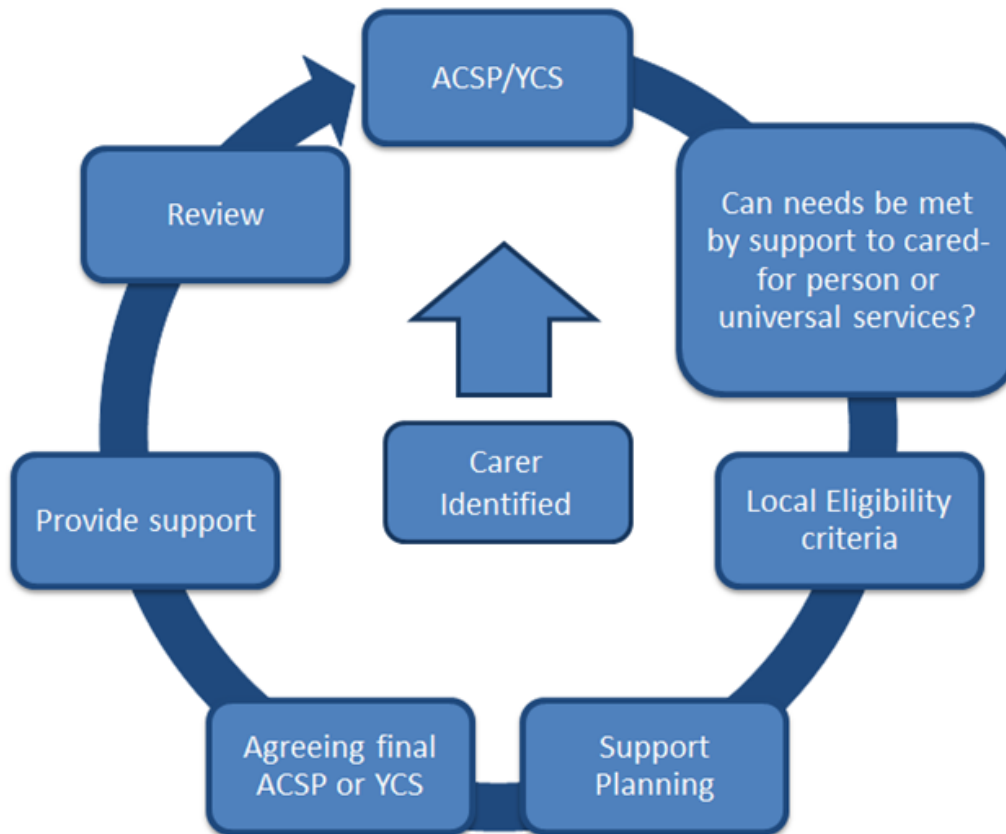 ACSP/YCS
Can needs be met
by support to cared-
for person or
universal services?
Local Eligibility
criteria
Support
Planning
Agreeing final
ACSP or YCS
Provide support
Review
Carer
Identified